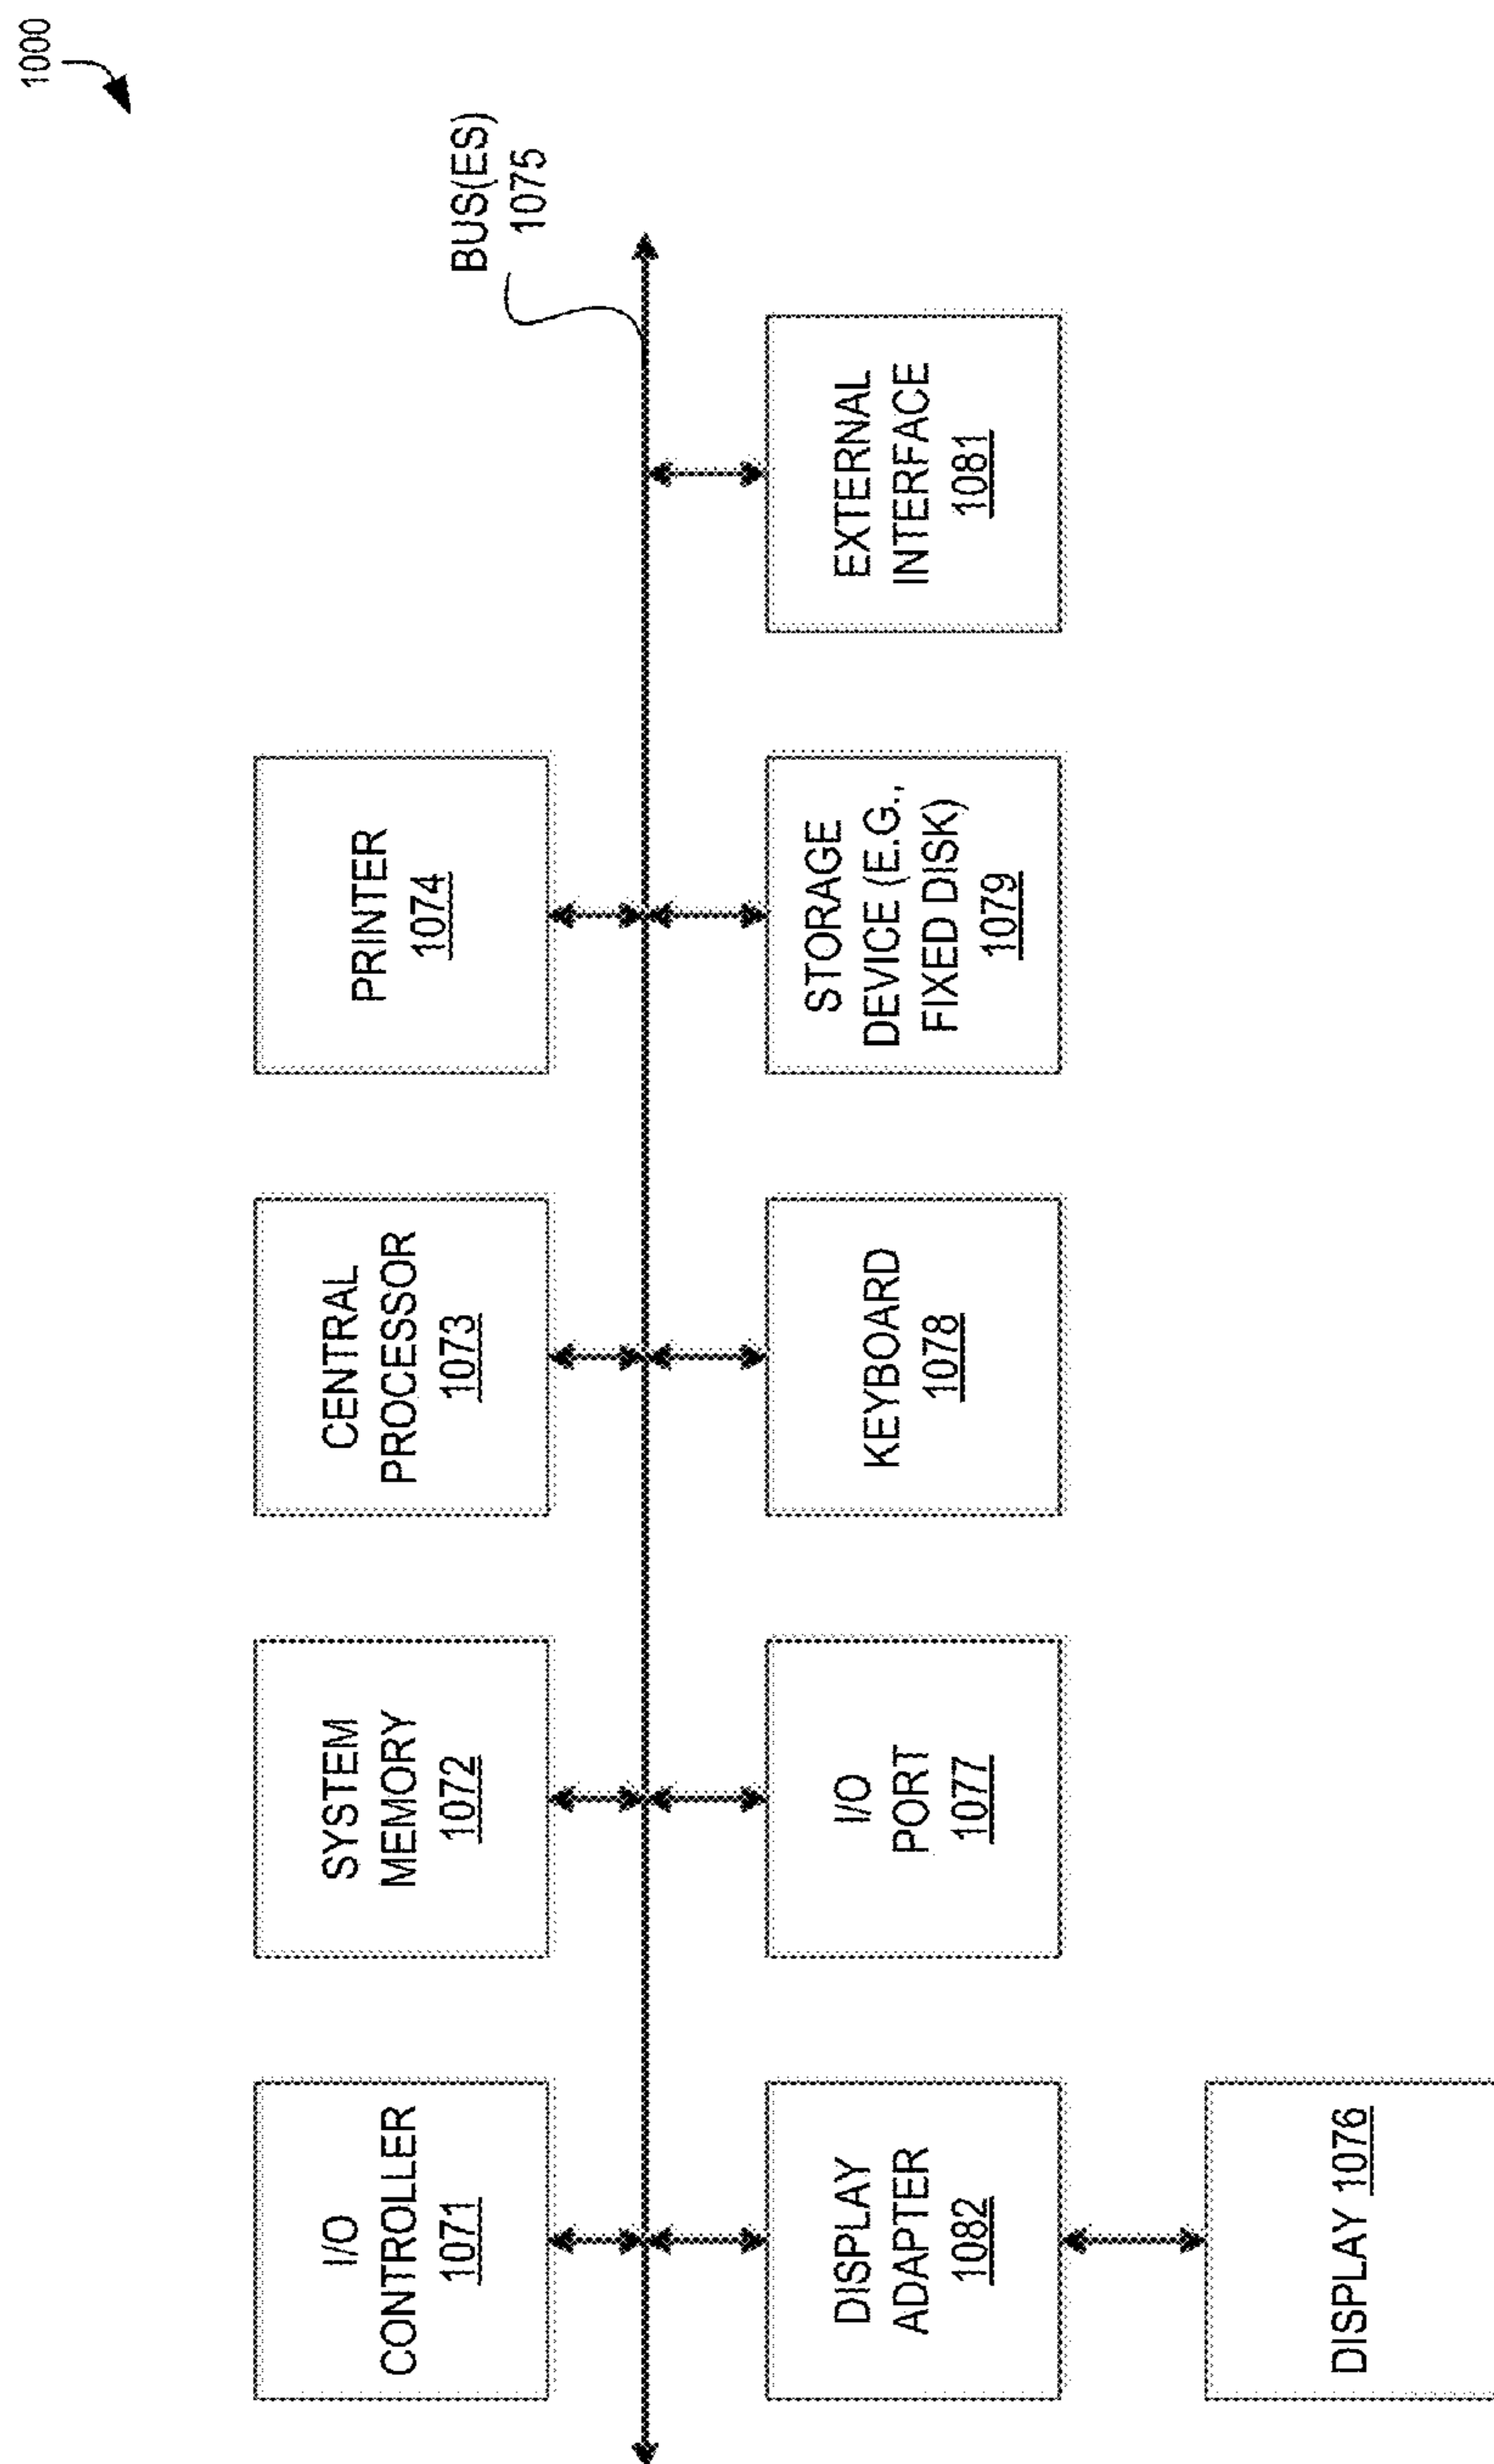 1000
BUS(ES)
1075
I/O
CONTROLLER
1071
SYSTEM
MEMORY
1072
CENTRAL
PROCESSOR
1073
PRINTER
1074
DISPLAY
ADAPTER
1082
I/O
PORT
1077
KEYBOARD
1078
STORAGE
DEVICE (E.G.,
FIXED DISK)
1079
EXTERNAL
INTERFACE
1081
DISPLAY 1076